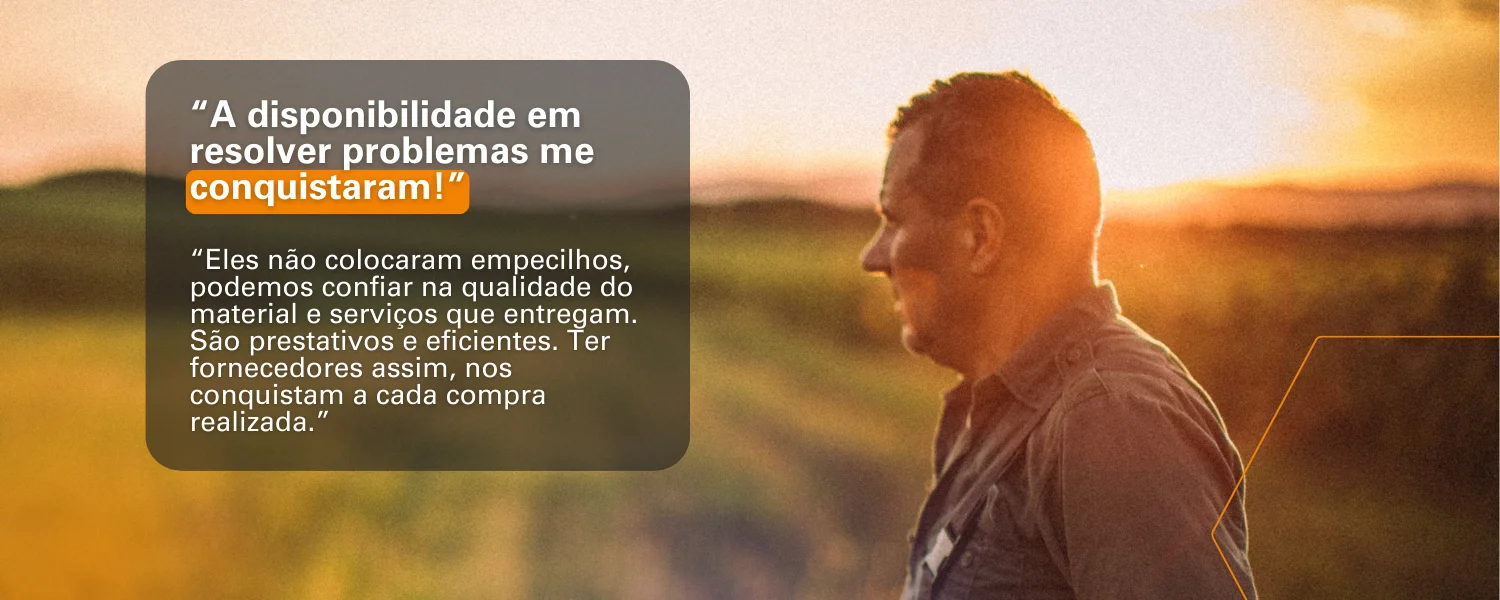 “A disponibilidade em
resolver problemas me
conquistaram!”
“Eles não colocaram empecilhos,
podemos confiar na qualidade do
material e serviços que entregam.
São prestativos e eficientes. Ter
fornecedores assim, nos
conquistam a cada compra
realizada.”